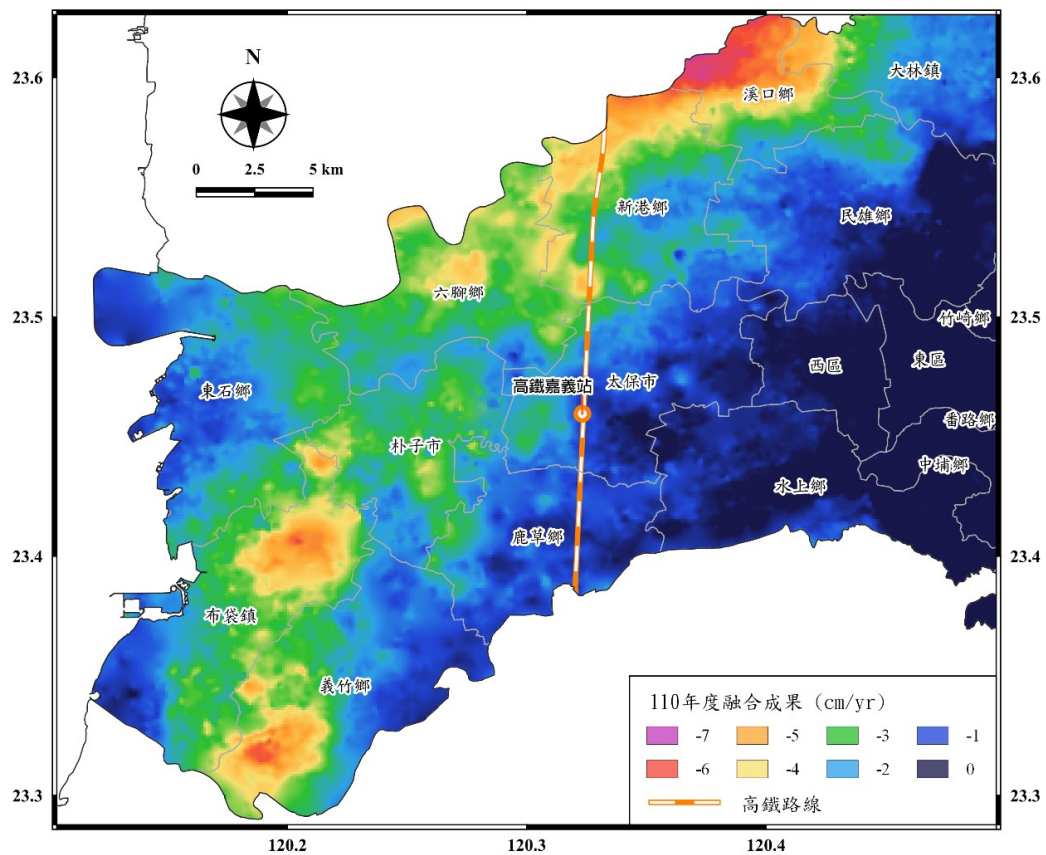 N
0 2.5 5 km
23.6
23.6
大林鎮
溪口鄉
新港鄉
民雄鄉
六腳鄉
23.5
23.5
竹崎鄉
西區
東區
東石鄉
高鐵嘉義站
太保市
番路鄉
朴子市
中埔鄉
水上鄉
鹿草鄉
23.4
23.4
布袋鎮
義竹鄉
110年度融合成果 (cm/yr)
-7 -5 -3 -1
-6 -4 -2 0
高鐵路線
23.3
23.3
120.2 120.3 120.4